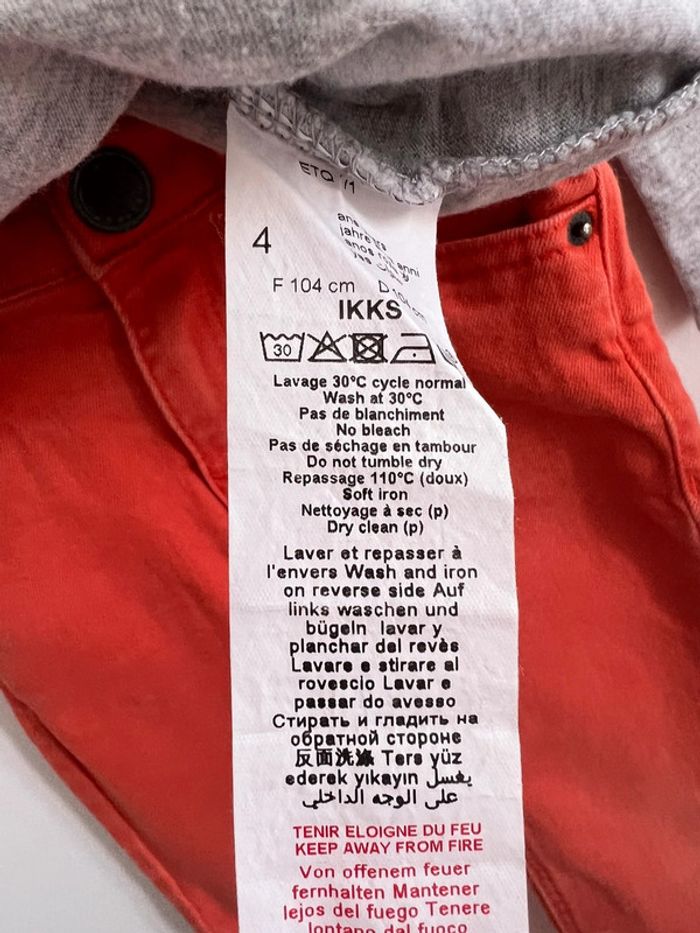 ETQ
4
ans
jahre
anni
F 104 cm D 104
IKKS
30
Lavage 30°C cycle normal
Wash at 30°C
Pas de blanchiment
No bleach
Pas de séchage en tambour
Do not tumble dry
Repassage 110°C (doux)
Soft iron
Nettoyage à sec (p)
Dry clean (p)
Laver et repasser à
l'envers Wash and iron
on reverse side Auf
links waschen und
bügeln lavar y
planchar del revès
Lavare e stirare al
rovescio Lavar e
passar do avesso
Стирать и гладить на
обратной стороне
反面洗涤 Ters yüz
ederek yıkayın يغسل
على الوجه الداخلي
TENIR ELOIGNE DU FEU
KEEP AWAY FROM FIRE
Von offenem feuer
fernhalten Mantener
lejos del fuego Tenere
lontano dal fuoco